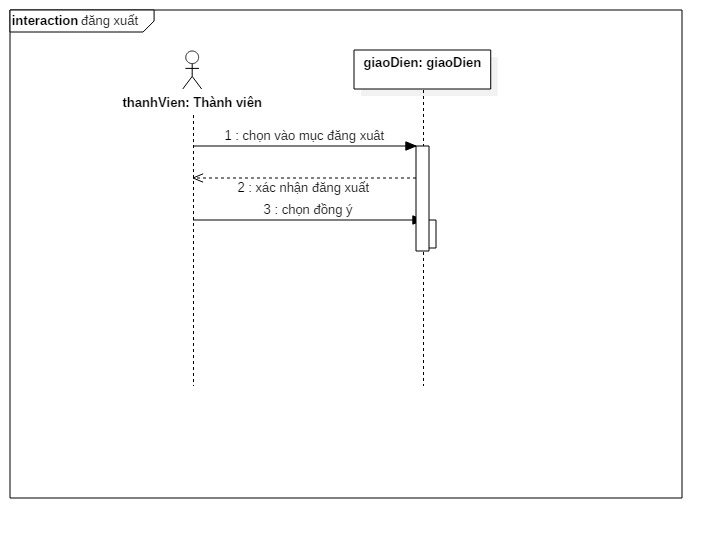 interaction đăng xuất
giaoDien: giaoDien
thanhVien: Thành viên
1 : chọn vào mục đăng xuât
2 : xác nhận đăng xuất
3 : chọn đồng ý